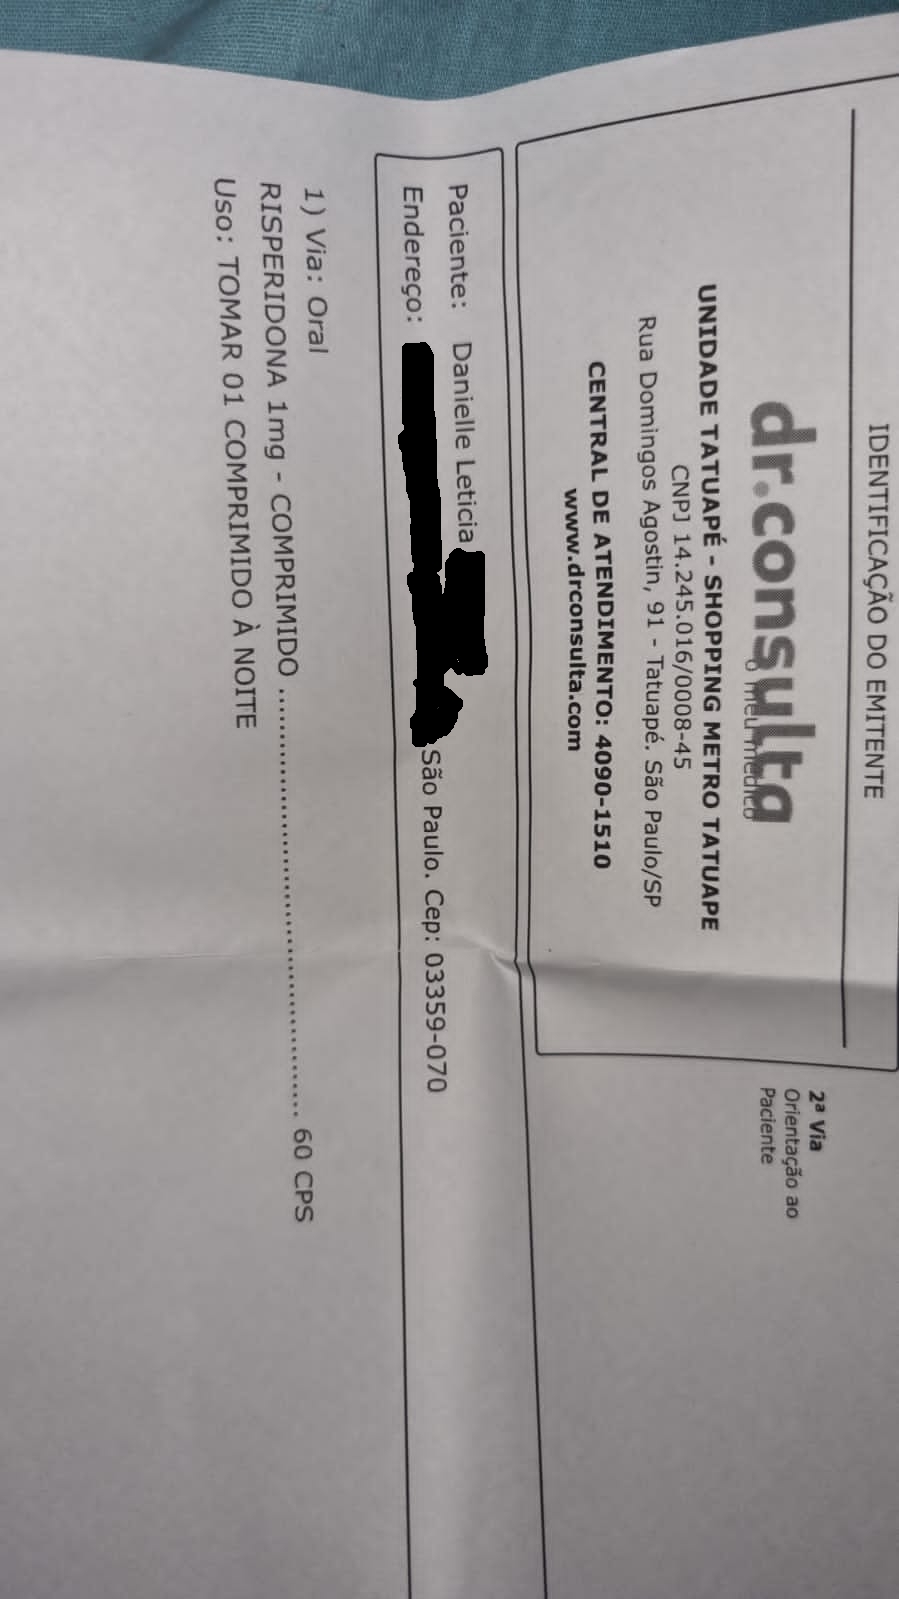 IDENTIFICAÇÃO DO EMITENTE
dr.consulta
o meu médico
UNIDADE TATUAPÉ - SHOPPING METRO TATUAPE
CNPJ 14.245.016/0008-45
Rua Domingos Agostin, 91 - Tatuapé. São Paulo/SP
CENTRAL DE ATENDIMENTO: 4090-1510
www.drconsulta.com
2ª Via
Orientação ao
Paciente
Paciente: Danielle Leticia
Endereço: São Paulo. Cep: 03359-070
1) Via: Oral
RISPERIDONA 1mg - COMPRIMIDO ........................................ 60 CPS
Uso: TOMAR 01 COMPRIMIDO À NOITE